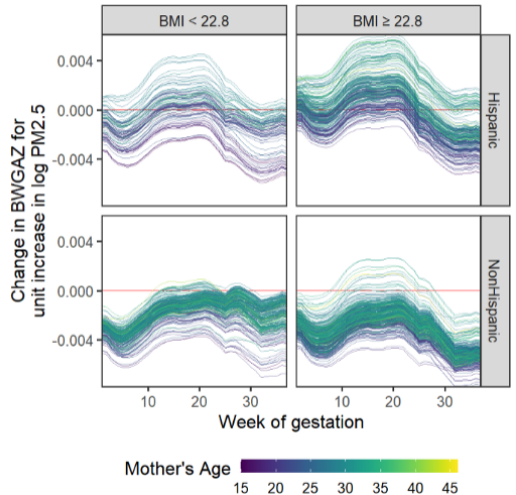 BMI < 22.8 BMI ≥ 22.8
0.004
0.000
-0.004
Hispanic
0.004
0.000
-0.004
NonHispanic
Change in BWGAZ for
unit increase in log PM2.5
10 20 30 10 20 30
Week of gestation
Mother's Age
15 20 25 30 35 40 45